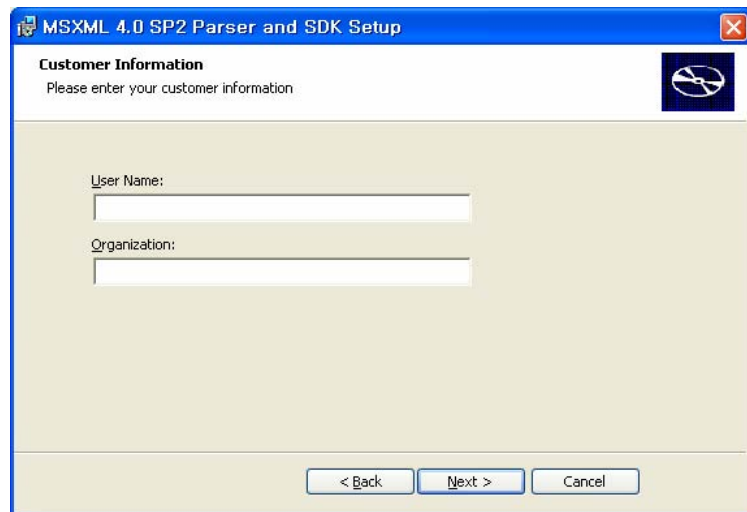 MSXML 4.0 SP2 Parser and SDK Setup
Customer Information
Please enter your customer information
User Name:
Organization:
< Back Next > Cancel